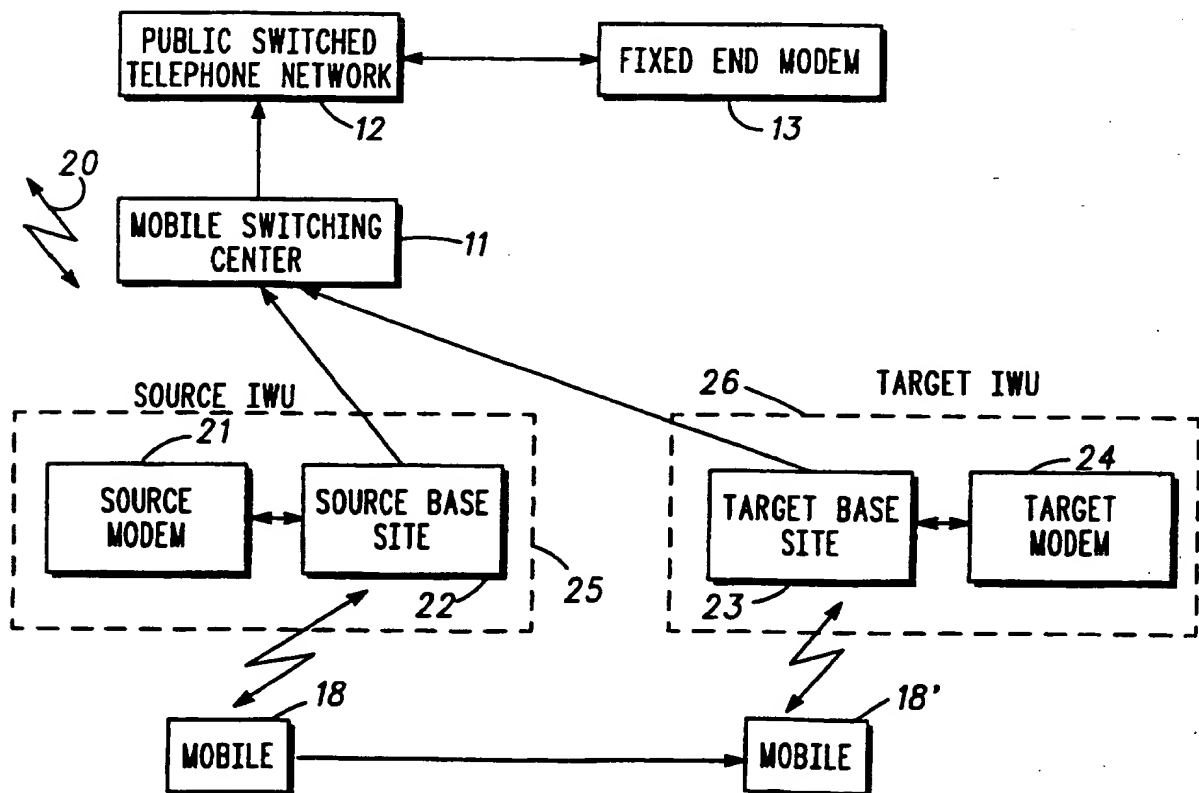 PUBLIC SWITCHED
TELEPHONE NETWORK
FIXED END MODEM
12
13
20
MOBILE SWITCHING
CENTER
11
SOURCE IWU
26
TARGET IWU
21
24
SOURCE
MODEM
SOURCE BASE
SITE
TARGET BASE
SITE
TARGET
MODEM
22
25
23
18
18'
MOBILE
MOBILE